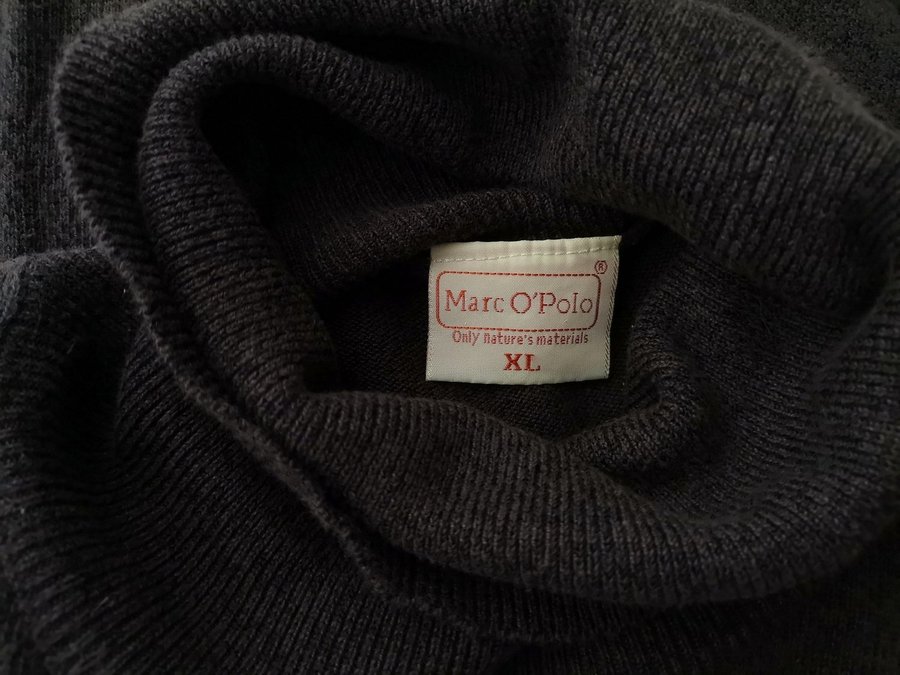 ®
Marc O'Polo
Only nature's materials
XL